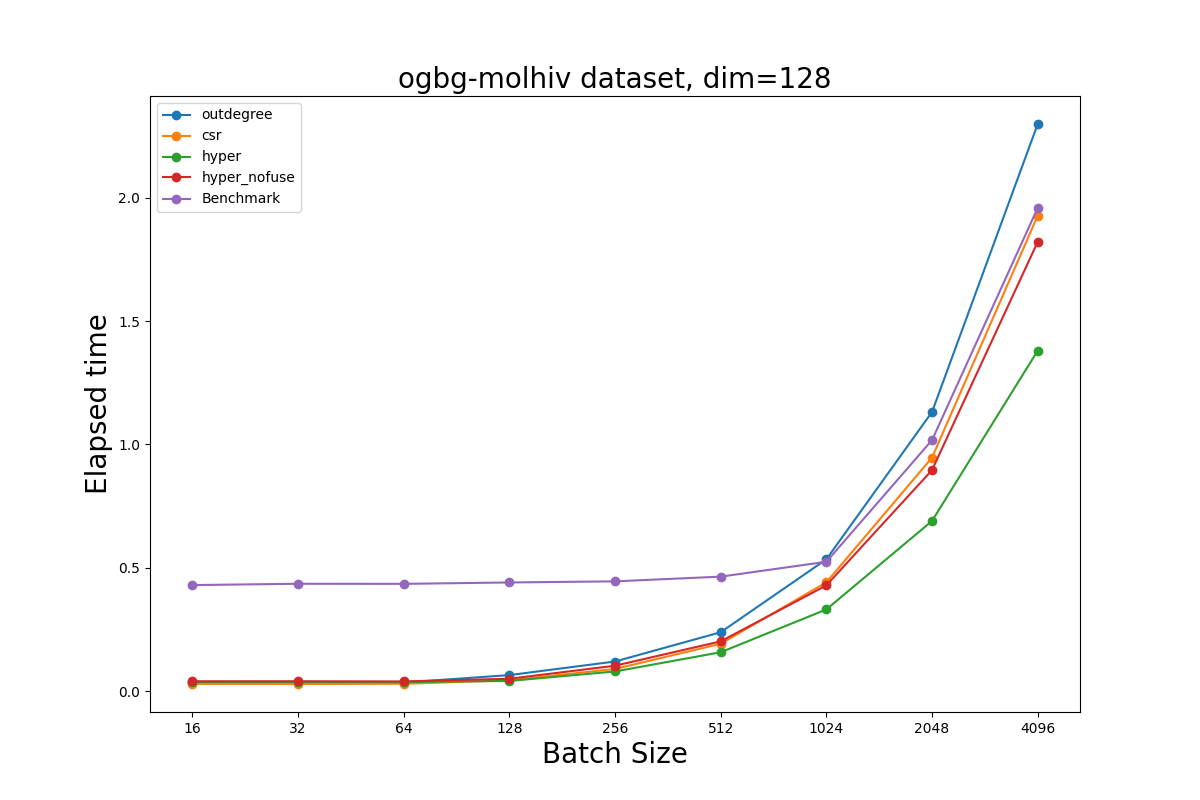 ogbg-molhiv dataset, dim=128
outdegree
csr
hyper
hyper_nofuse
Benchmark
Elapsed time
2.0
1.5
1.0
0.5
0.0
16 32 64 128 256 512 1024 2048 4096
Batch Size